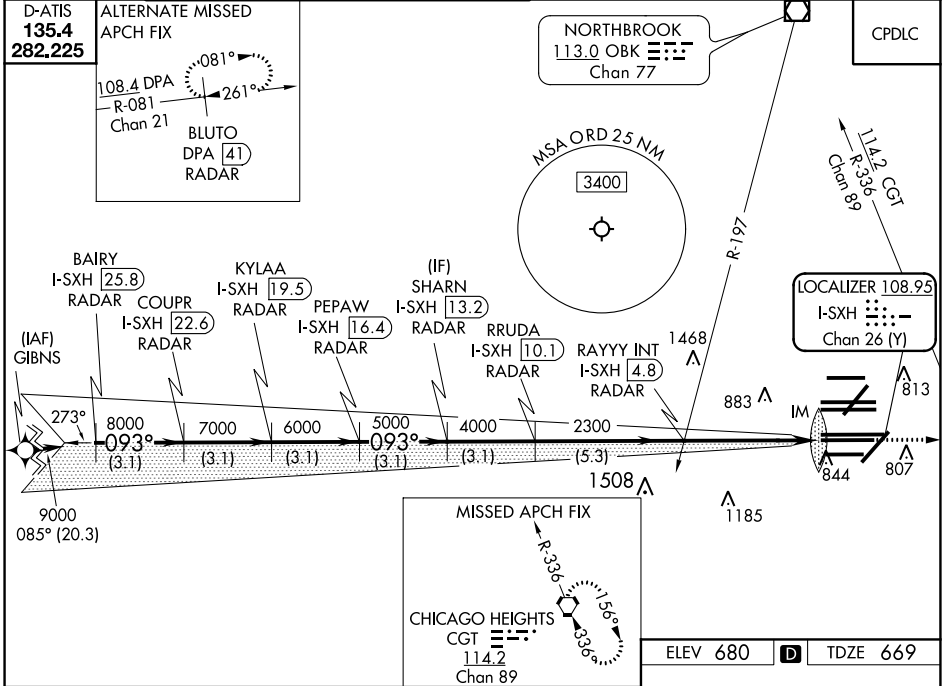 D-ATIS
135.4
282.225
ALTERNATE MISSED
APCH FIX
081°
261°
108.4 DPA
R-081
Chan 21
BLUTO
DPA 41
RADAR
NORTHBROOK
113.0 OBK
Chan 77
CPDLC
MSA ORD 25 NM
3400
R-197
114.2 CGT
R-336
Chan 89
BAIRY
I-SXH 25.8
RADAR
COUPR
I-SXH 22.6
RADAR
KYLAA
I-SXH 19.5
RADAR
PEPAW
I-SXH 16.4
RADAR
(IF)
SHARN
I-SXH 13.2
RADAR
RRUDA
I-SXH 10.1
RADAR
RAYYY INT
I-SXH 4.8
RADAR
LOCALIZER 108.95
I-SXH
Chan 26 (Y)
(IAF)
GIBNS
1468
883
IM
813
273°
8000
7000
6000
5000
4000
2300
093°
093°
(3.1)
(3.1)
(3.1)
(3.1)
(3.1)
(5.3)
844
807
1508
1185
9000
085° (20.3)
MISSED APCH FIX
R-336
156°
336°
CHICAGO HEIGHTS
CGT
114.2
Chan 89
ELEV 680 D TDZE 669